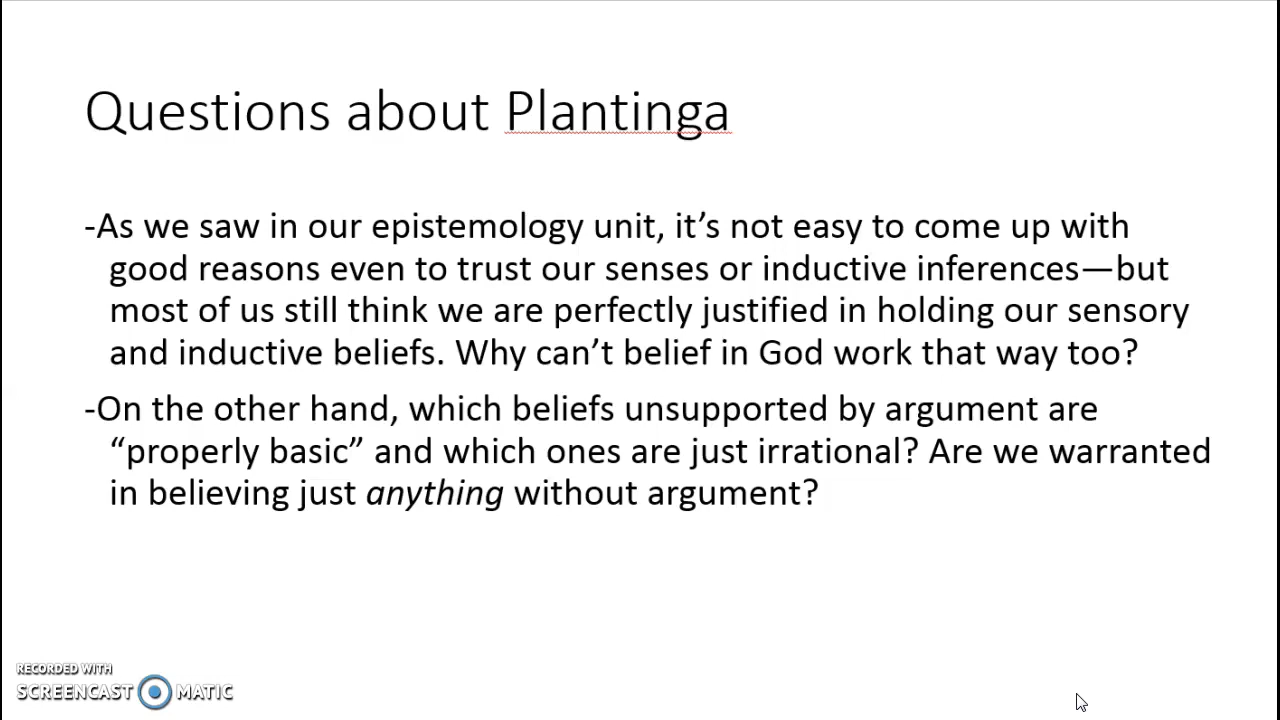 Questions about Plantinga
-As we saw in our epistemology unit, it’s not easy to come up with
good reasons even to trust our senses or inductive inferences—but
most of us still think we are perfectly justified in holding our sensory
and inductive beliefs. Why can’t belief in God work that way too?
-On the other hand, which beliefs unsupported by argument are
“properly basic” and which ones are just irrational? Are we warranted
in believing just anything without argument?
RECORDED WITH
SCREENCAST MATIC